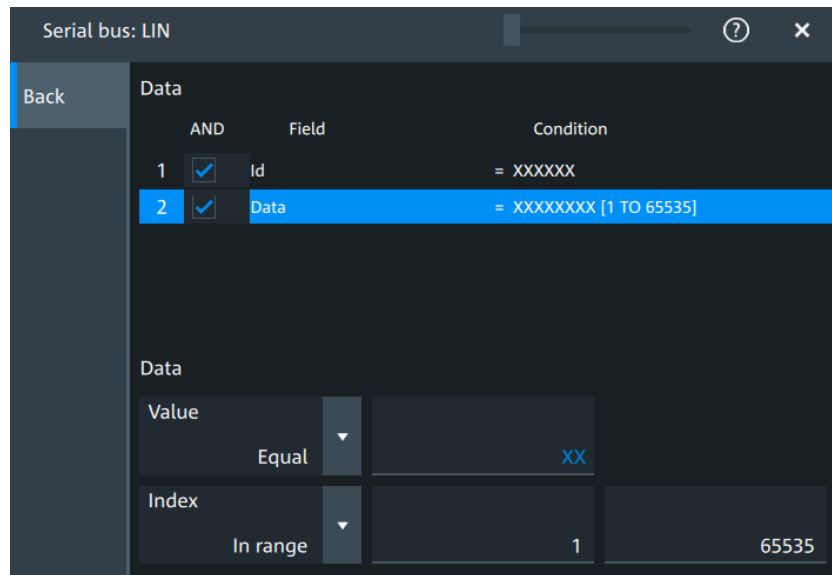 Serial bus: LIN ? ×
Back
Data
AND Field Condition
1 Id = XXXXXX
2 Data = XXXXXXXX [1 TO 65535]
Data
Value
Equal XX
Index
In range 1 65535